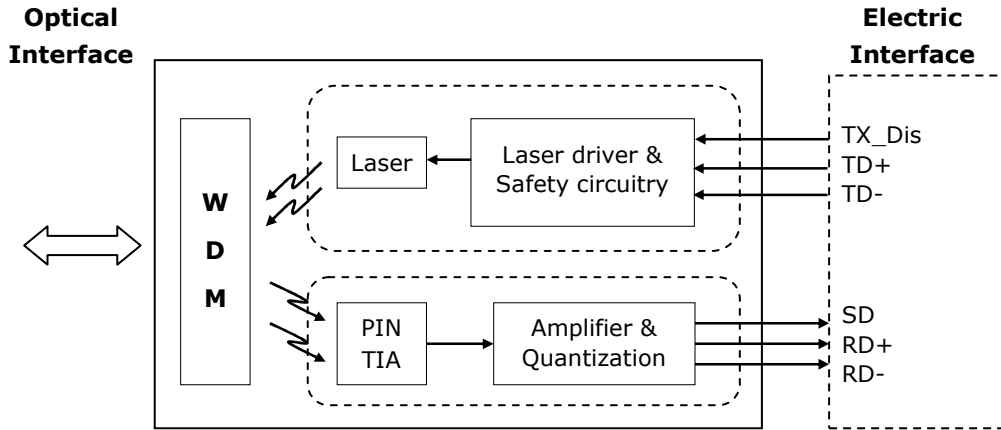 Optical
Interface
Electric
Interface
W
D
M
Laser
Laser driver &
Safety circuitry
TX_Dis
TD+
TD-
PIN
TIA
Amplifier &
Quantization
SD
RD+
RD-